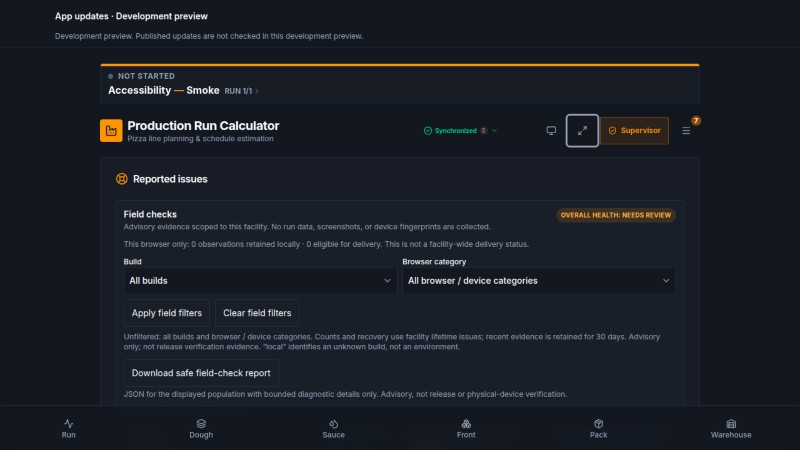 App updates · Development preview
Development preview. Published updates are not checked in this development preview.
NOT STARTED
Accessibility — Smoke RUN 1/1 ›
Production Run Calculator
Pizza line planning & schedule estimation
Synchronized 2
Supervisor
7
Reported issues
Field checks
OVERALL HEALTH: NEEDS REVIEW
Advisory evidence scoped to this facility. No run data, screenshots, or device fingerprints are collected.
This browser only: 0 observations retained locally · 0 eligible for delivery. This is not a facility-wide delivery status.
Build
Browser category
All builds
All browser / device categories
Apply field filters
Clear field filters
Unfiltered: all builds and browser / device categories. Counts and recovery use facility lifetime issues; recent evidence is retained for 30 days. Advisory
only; not release verification evidence. “local” identifies an unknown build, not an environment.
Download safe field-check report
JSON for the displayed population with bounded diagnostic details only. Advisory, not release or physical-device verification.
Run
Dough
Sauce
Front
Pack
Warehouse